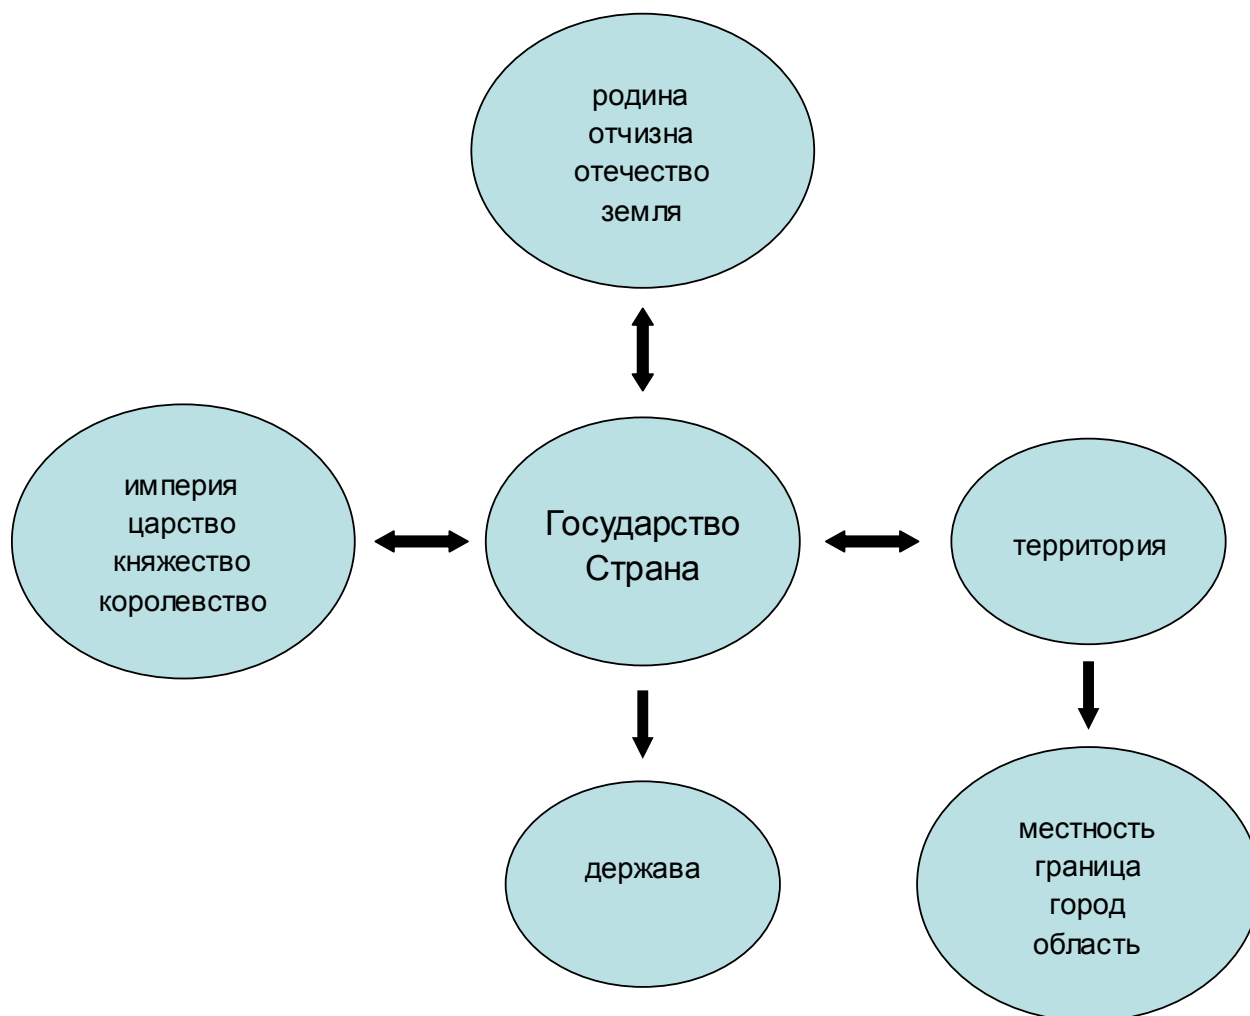 родина
отчизна
отечество
земля
империя
царство
княжество
королевство
Государство
Страна
территория
держава
местность
граница
город
область